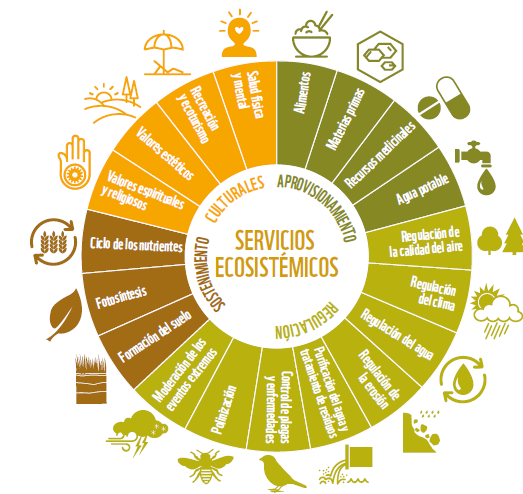 SERVICIOS
ECOSISTÉMICOS
APROVISIONAMIENTO
Alimentos
Materias primas
Recursos medicinales
Agua potable
REGULACIÓN
Regulación de
la calidad del aire
Regulación
del clima
Regulación del agua
Regulación de
la erosión
Purificación del agua y
tratamiento de residuos
Control de plagas
y enfermedades
Polinización
Moderación de los
eventos extremos
SOSTENIMIENTO
Formación del suelo
Fotosíntesis
Ciclo de los nutrientes
CULTURALES
Valores espirituales
y religiosos
Valores estéticos
Recreación
y ecoturismo
Salud física
y mental